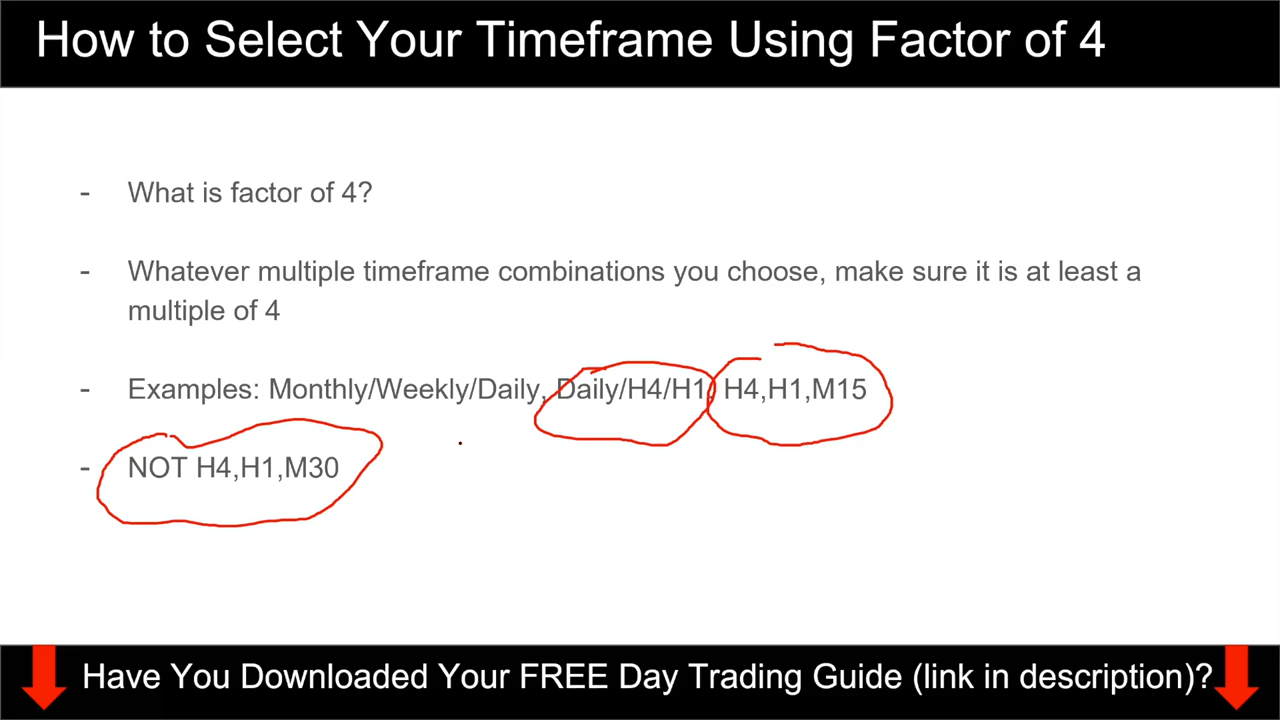 How to Select Your Timeframe Using Factor of 4
- What is factor of 4?
- Whatever multiple timeframe combinations you choose, make sure it is at least a
multiple of 4
- Examples: Monthly/Weekly/Daily, Daily/H4/H1, H4,H1,M15
- NOT H4,H1,M30
Have You Downloaded Your FREE Day Trading Guide (link in description)?